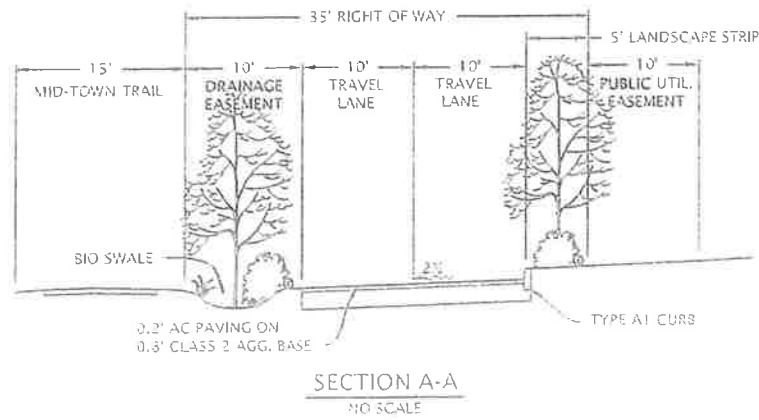 35' RIGHT OF WAY
5' LANDSCAPE STRIP
15'
MID-TOWN TRAIL
10'
DRAINAGE
EASEMENT
10'
TRAVEL
LANE
10'
TRAVEL
LANE
10'
PUBLIC UTIL.
EASEMENT
BIO SWALE
2%
0.2' AC PAVING ON
CLASS 2 AGG. BASE
TYPE A1 CURB
SECTION A-A
NO SCALE